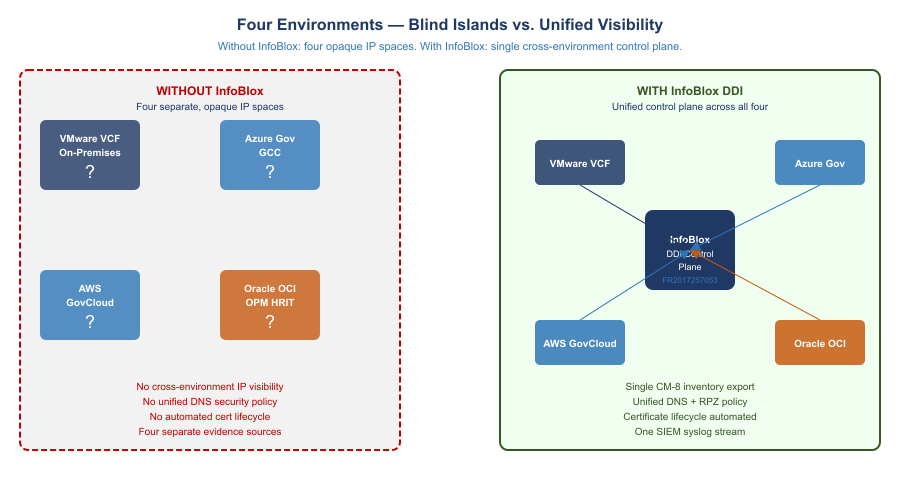 Four Environments — Blind Islands vs. Unified Visibility
Without InfoBlox: four opaque IP spaces. With InfoBlox: single cross-environment control plane.
WITHOUT InfoBlox
Four separate, opaque IP spaces
VMware VCF
On-Premises
?
Azure Gov
GCC
?
AWS
GovCloud
?
Oracle OCI
OPM HRIT
?
No cross-environment IP visibility
No unified DNS security policy
No automated cert lifecycle
Four separate evidence sources
WITH InfoBlox DDI
Unified control plane across all four
VMware VCF
Azure Gov
InfoBlox
DDI Control
Plane
FR2017257053
AWS GovCloud
Oracle OCI
Single CM-8 inventory export
Unified DNS + RPZ policy
Certificate lifecycle automated
One SIEM syslog stream